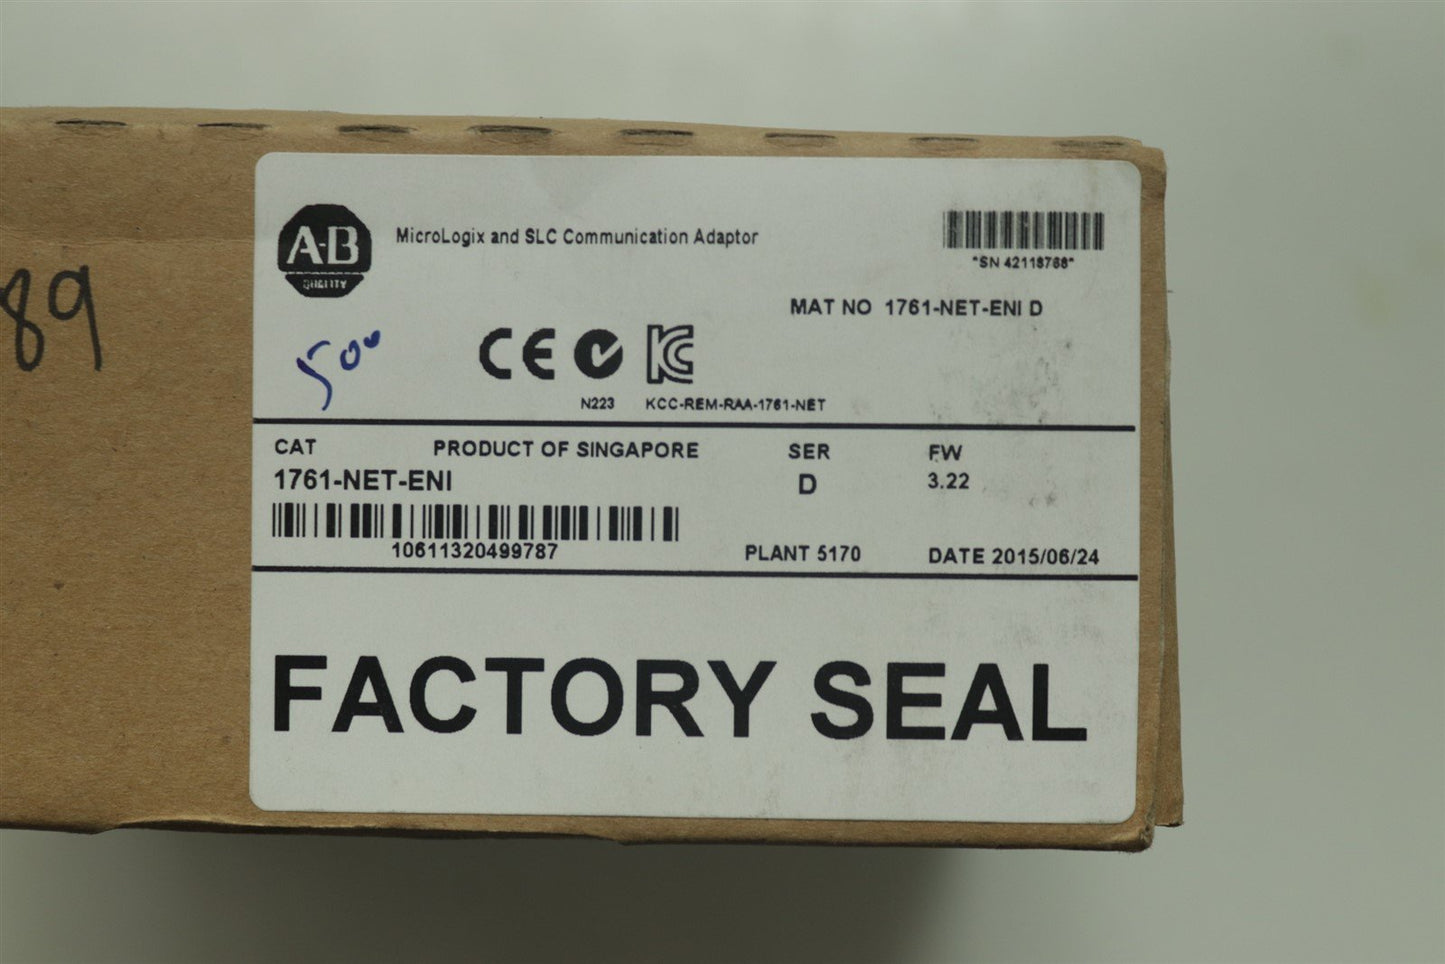 A-B
QUALITY
MicroLogix and SLC Communication Adaptor
*SN 42118768*
MAT NO 1761-NET-ENI D
89
500
CE
N223
KCC-REM-RAA-1761-NET
CAT
PRODUCT OF SINGAPORE
SER
FW
1761-NET-ENI
D
3.22
10611320499787
PLANT 5170
DATE 2015/06/24
FACTORY SEAL